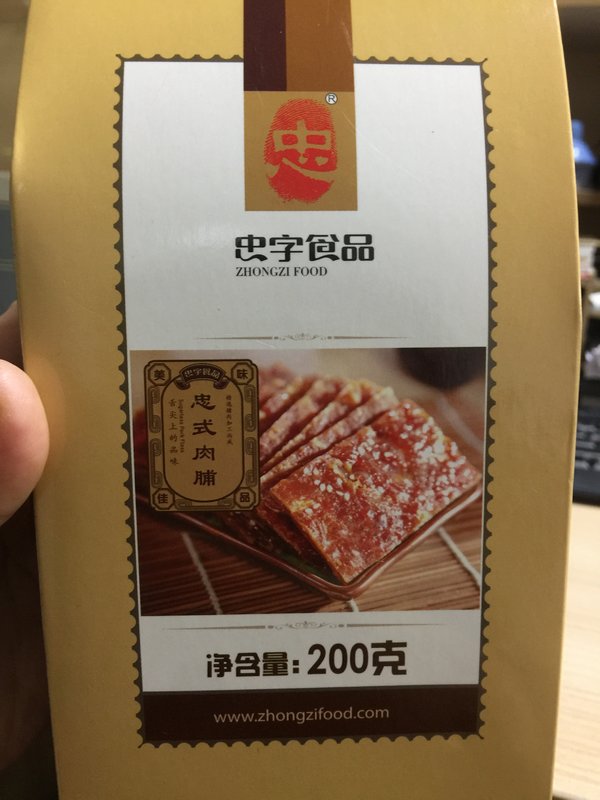 忠
®
忠字食品
ZHONGZI FOOD
美味
忠字食品
忠式肉脯
舌尖上的品味
佳品
净含量：200克
www.zhongzifood.com